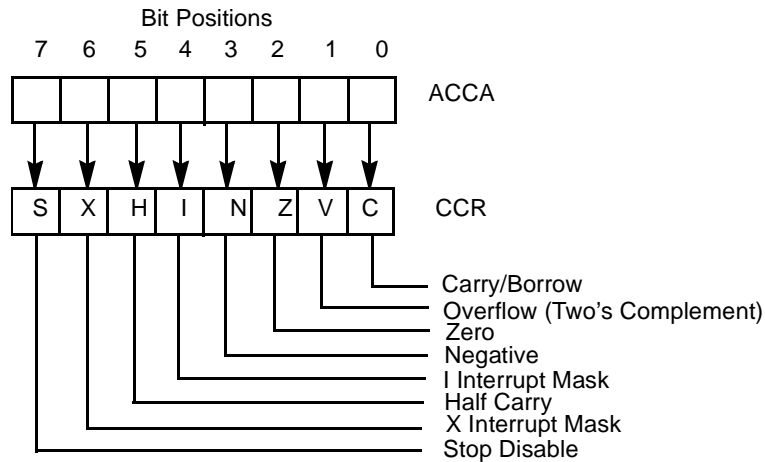 Bit Positions
7 6 5 4 3 2 1 0
ACCA
S X H I N Z V C CCR
Carry/Borrow
Overflow (Two's Complement)
Zero
Negative
I Interrupt Mask
Half Carry
X Interrupt Mask
Stop Disable